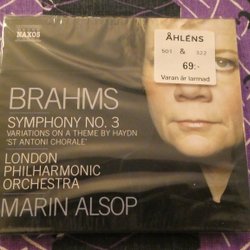 NAXOS
ÅHLÉNS
501 & 322
69:-
Varan är larmad
BRAHMS
SYMPHONY NO. 3
VARIATIONS ON A THEME BY HAYDN
'ST ANTONI CHORALE'
LONDON
PHILHARMONIC
ORCHESTRA
MARIN ALSOP